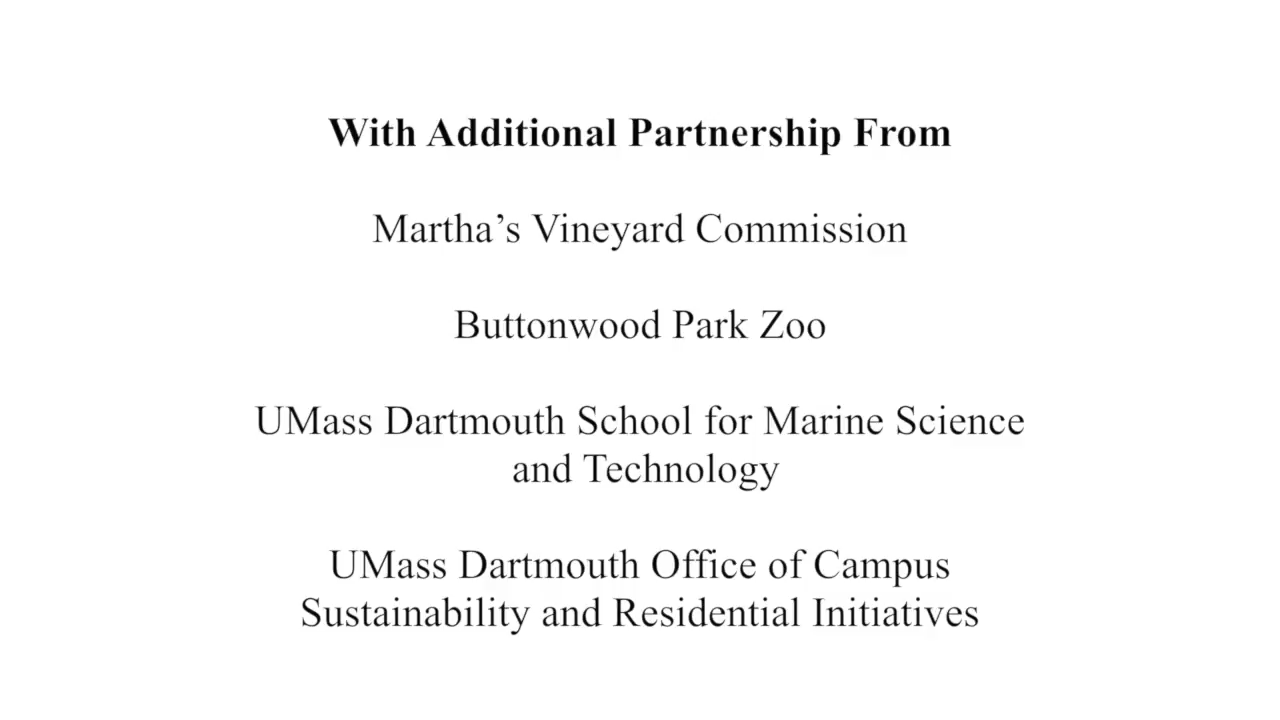 With Additional Partnership From
Martha’s Vineyard Commission
Buttonwood Park Zoo
UMass Dartmouth School for Marine Science
and Technology
UMass Dartmouth Office of Campus
Sustainability and Residential Initiatives